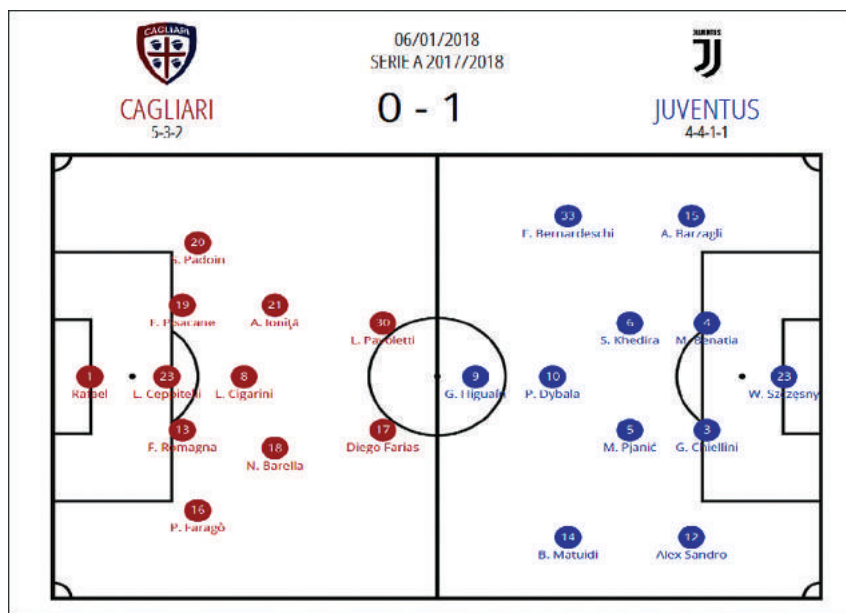 CAGLIARI
06/01/2018
SERIE A 2017//2018
JUVENTUS
0 - 1
CAGLIARI
JUVENTUS
5-3-2
4-4-1-1
20
S. Padoin
19
F. Pisacane
21
A. Ioniţă
30
L. Pavoletti
1
Rafael
23
L. Ceppitelli
8
L. Cigarini
13
F. Romagna
18
N. Barella
17
Diego Farias
16
P. Faragò
33
F. Bernardeschi
15
A. Barzagli
6
S. Khedira
4
M. Benatia
9
G. Higuaín
10
P. Dybala
23
W. Szczęsny
5
M. Pjanić
3
G. Chiellini
14
B. Matuidi
12
Alex Sandro